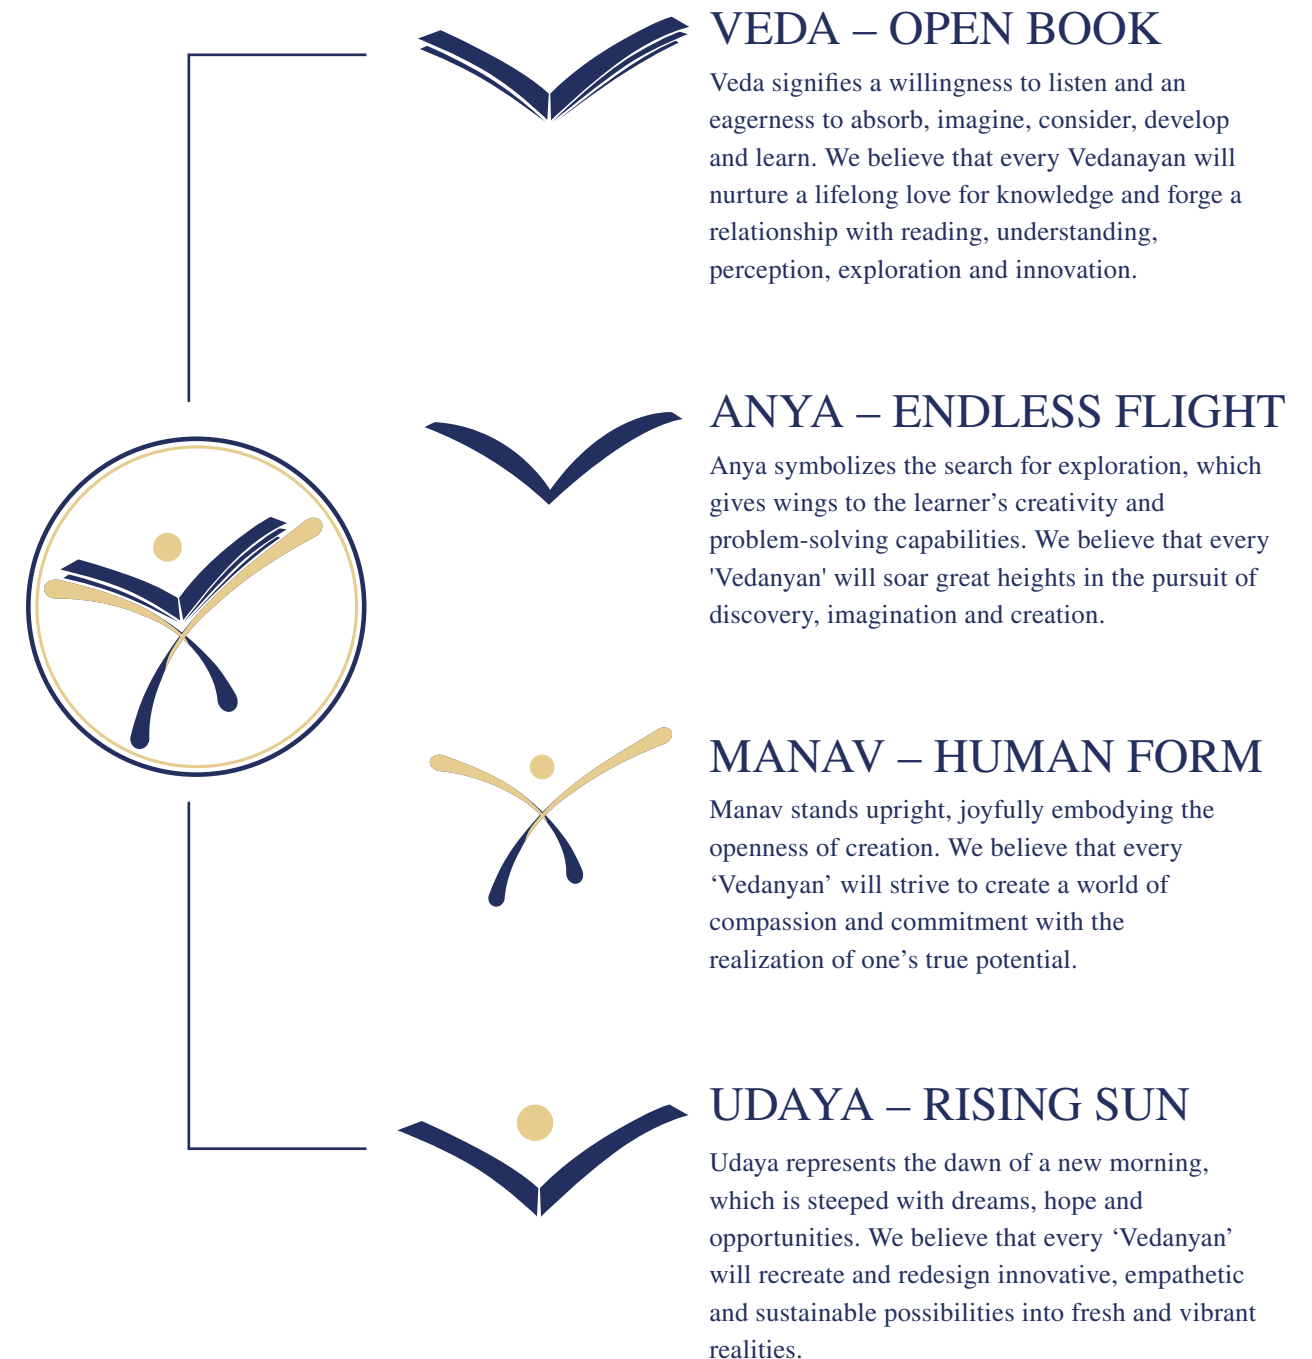 VEDA – OPEN BOOK
Veda signifies a willingness to listen and an
eagerness to absorb, imagine, consider, develop
and learn. We believe that every Vedanayan will
nurture a lifelong love for knowledge and forge a
relationship with reading, understanding,
perception, exploration and innovation.
ANYA – ENDLESS FLIGHT
Anya symbolizes the search for exploration, which
gives wings to the learner’s creativity and
problem-solving capabilities. We believe that every
'Vedanyan' will soar great heights in the pursuit of
discovery, imagination and creation.
MANAV – HUMAN FORM
Manav stands upright, joyfully embodying the
openness of creation. We believe that every
‘Vedanyan’ will strive to create a world of
compassion and commitment with the
realization of one’s true potential.
UDAYA – RISING SUN
Udaya represents the dawn of a new morning,
which is steeped with dreams, hope and
opportunities. We believe that every ‘Vedanyan’
will recreate and redesign innovative, empathetic
and sustainable possibilities into fresh and vibrant
realities.